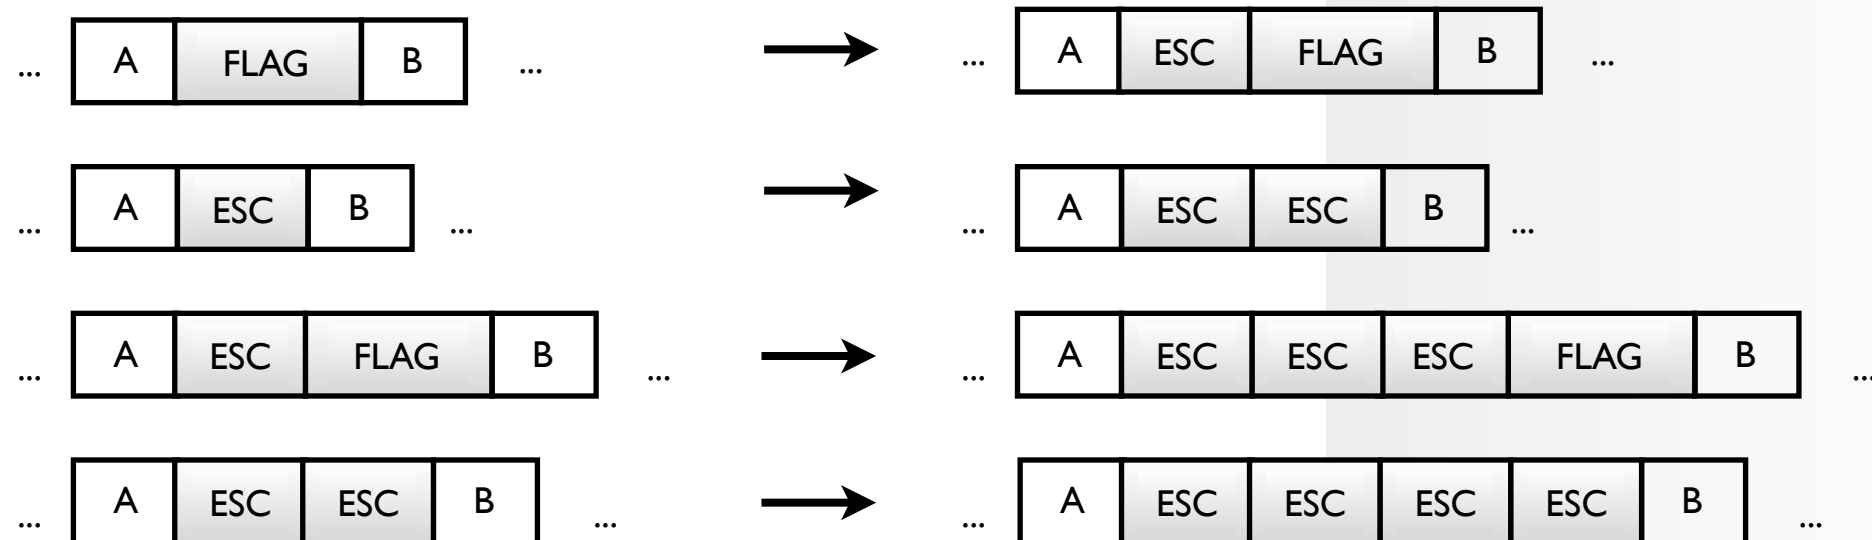 ... A FLAG B ... ... A ESC FLAG B ...
... A ESC B ... ... A ESC ESC B ...
... A ESC FLAG B ... ... A ESC ESC ESC FLAG B ...
... A ESC ESC B ... ... A ESC ESC ESC ESC B ...